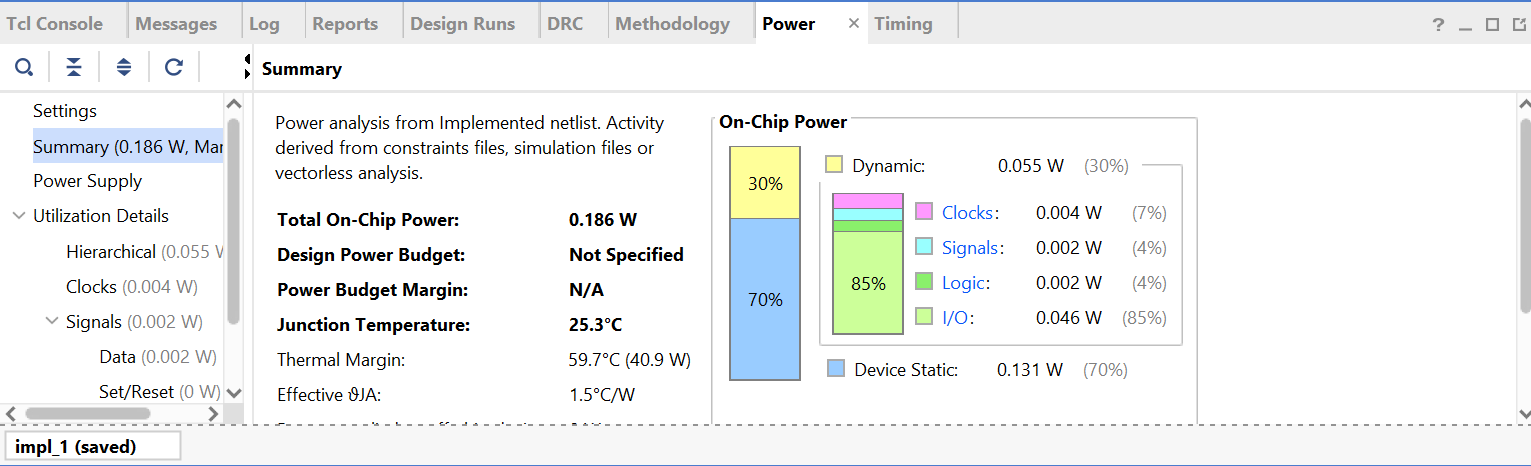 Tcl Console Messages Log Reports Design Runs DRC Methodology Power × Timing ? _
Summary
Settings
Summary (0.186 W, Mar
Power Supply
Utilization Details
Hierarchical (0.055 W
Clocks (0.004 W)
Signals (0.002 W)
Data (0.002 W)
Set/Reset (0 W)
Power analysis from Implemented netlist. Activity
derived from constraints files, simulation files or
vectorless analysis.
Total On-Chip Power: 0.186 W
Design Power Budget: Not Specified
Power Budget Margin: N/A
Junction Temperature: 25.3°C
Thermal Margin: 59.7°C (40.9 W)
Effective ϑJA: 1.5°C/W
On-Chip Power
30%
70%
Dynamic: 0.055 W (30%)
85%
Clocks: 0.004 W (7%)
Signals: 0.002 W (4%)
Logic: 0.002 W (4%)
I/O: 0.046 W (85%)
Device Static: 0.131 W (70%)
impl_1 (saved)